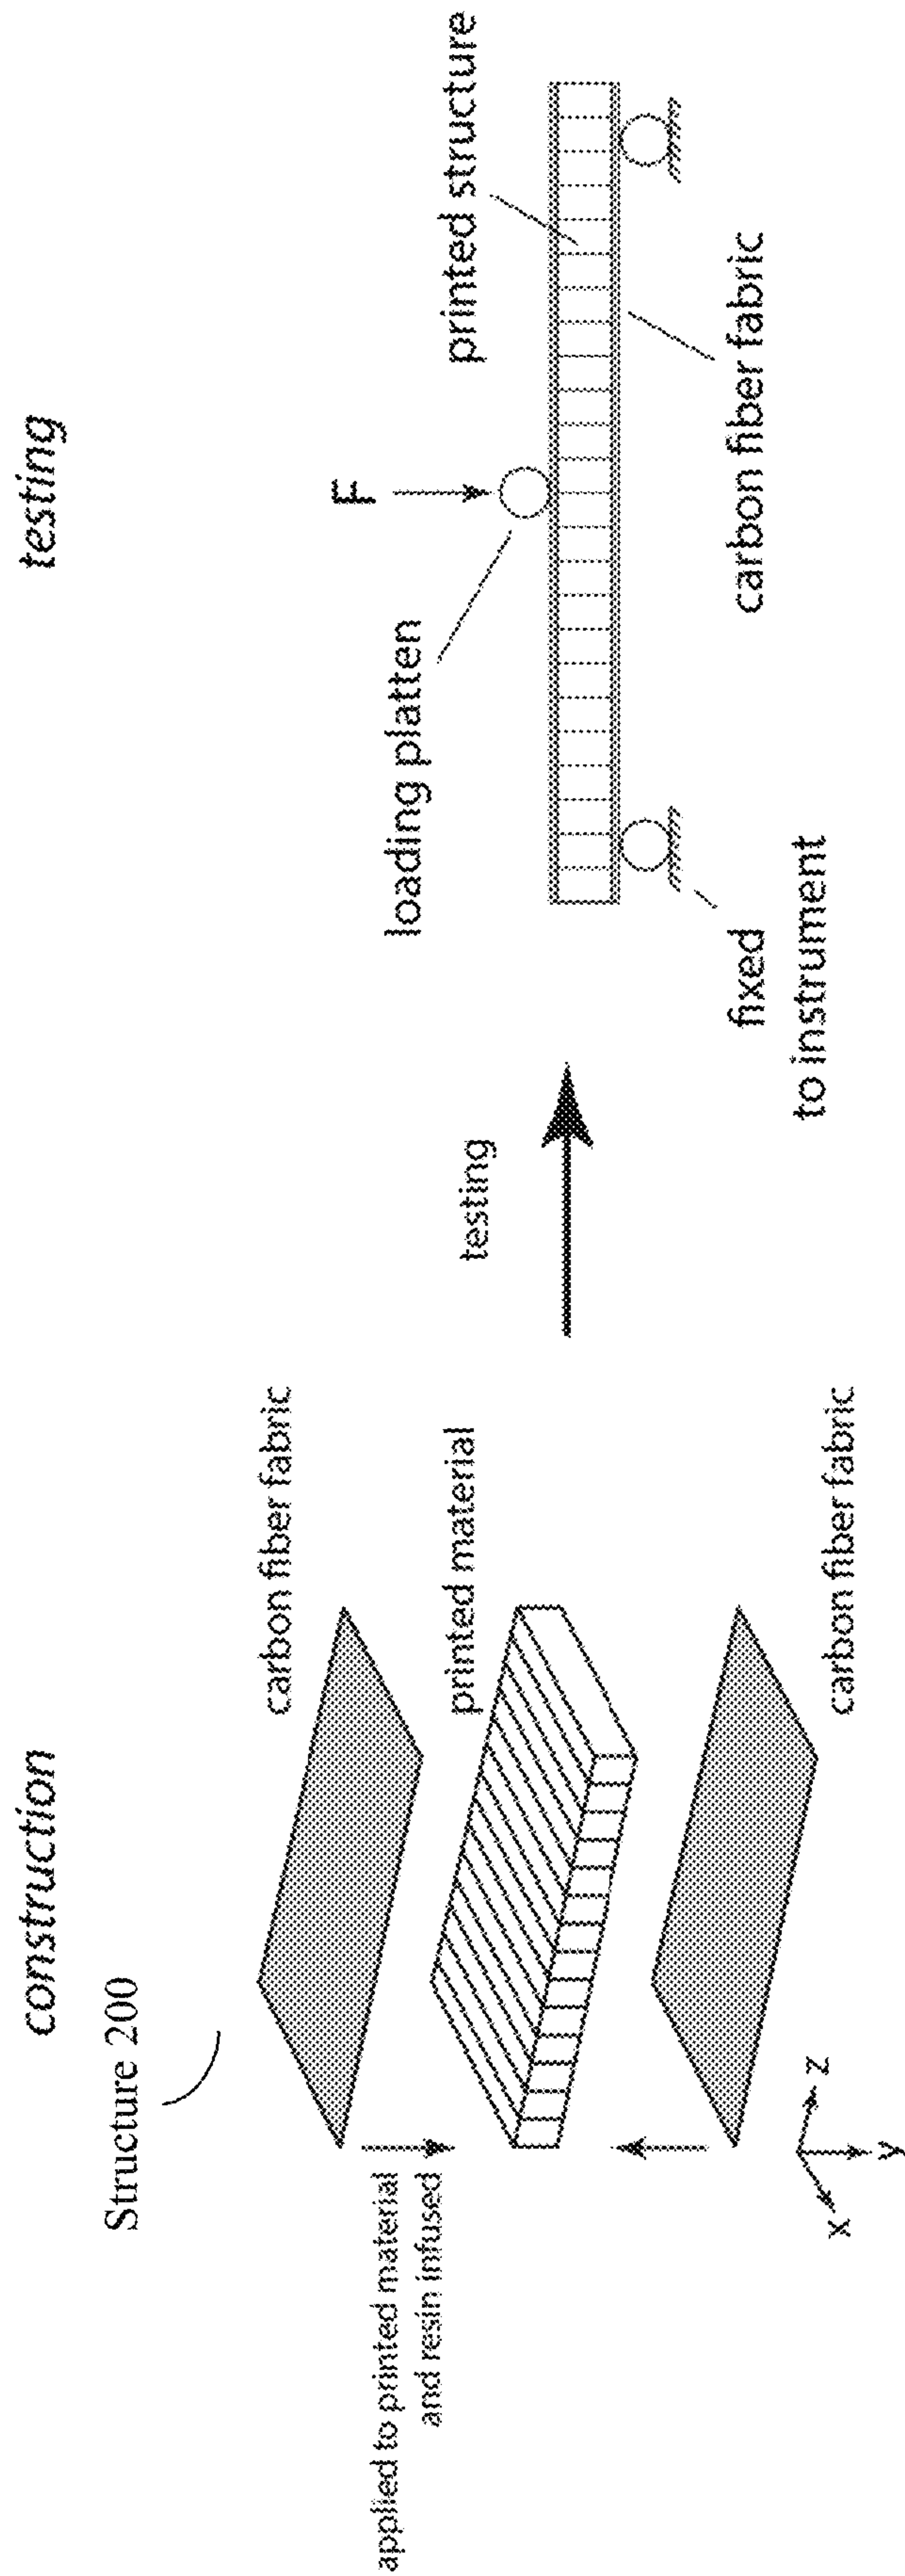 construction
Structure 200
carbon fiber fabric
applied to printed material
and resin infused
printed material
carbon fiber fabric
x
y
z
testing
testing
F
loading platten
printed structure
carbon fiber fabric
fixed
to instrument